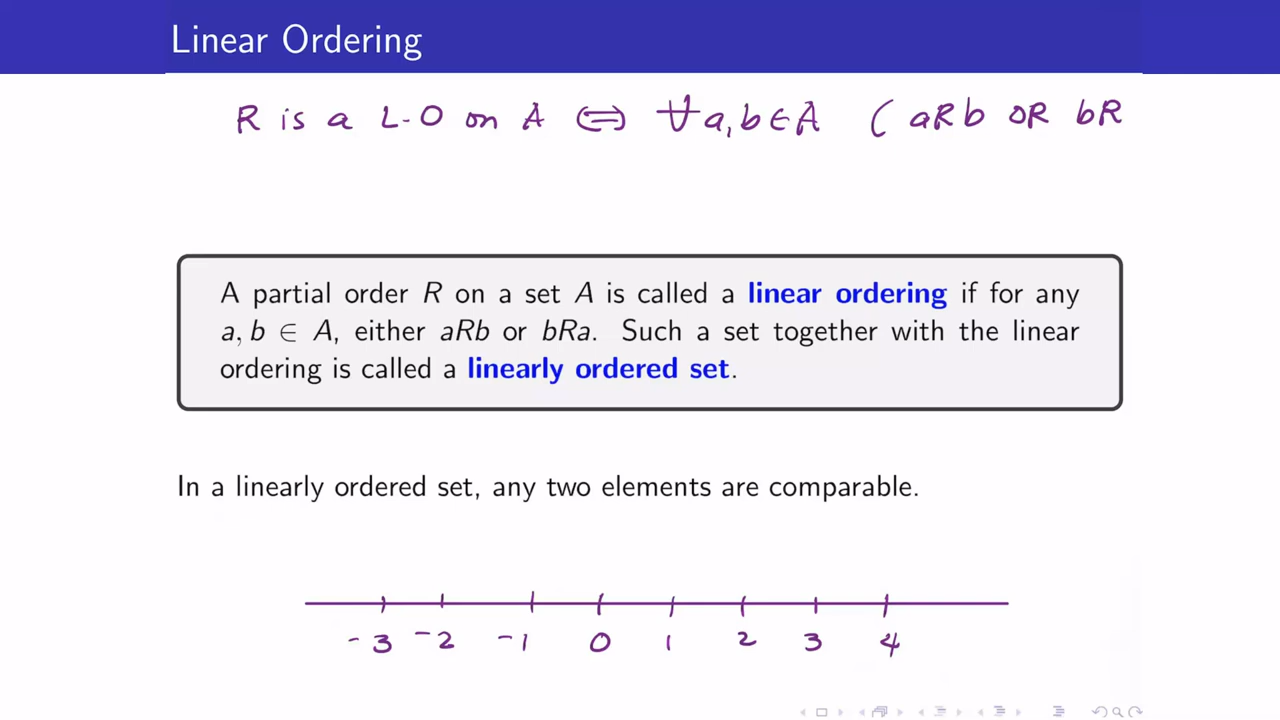 Linear Ordering
R is a L-O on A ⟺ ∀a,b∈A ( aRb OR bR
A partial order R on a set A is called a linear ordering if for any
a, b ∈ A, either aRb or bRa. Such a set together with the linear
ordering is called a linearly ordered set.
In a linearly ordered set, any two elements are comparable.
-3 -2 -1 0 1 2 3 4